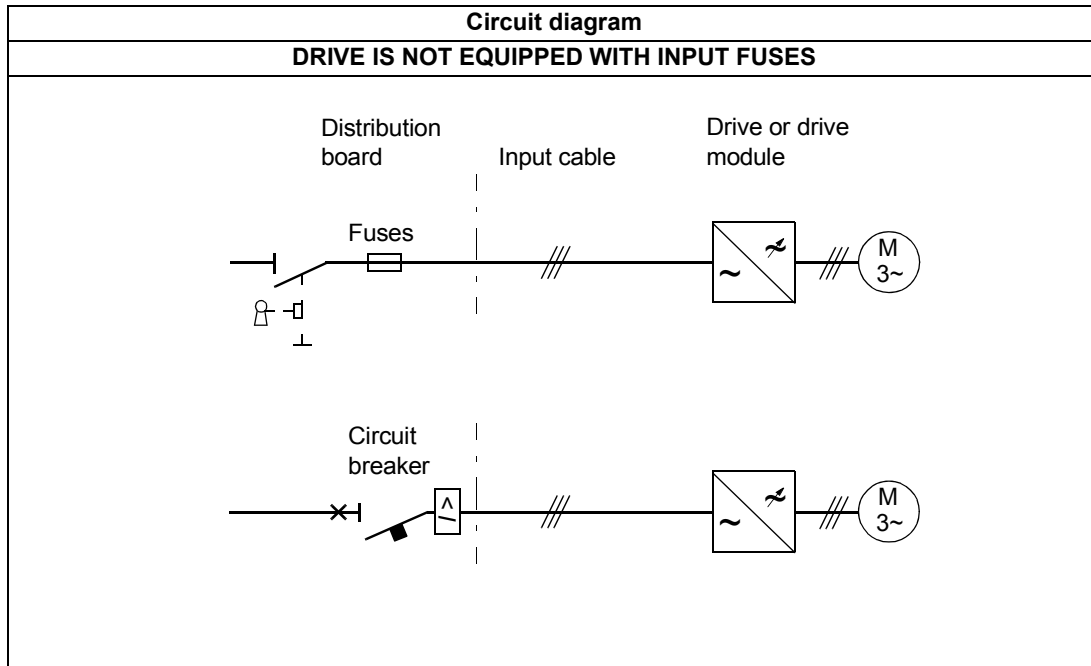 Circuit diagram
DRIVE IS NOT EQUIPPED WITH INPUT FUSES
Distribution
board
Input cable
Drive or drive
module
Fuses
~
M
3~
Circuit
breaker
~
M
3~